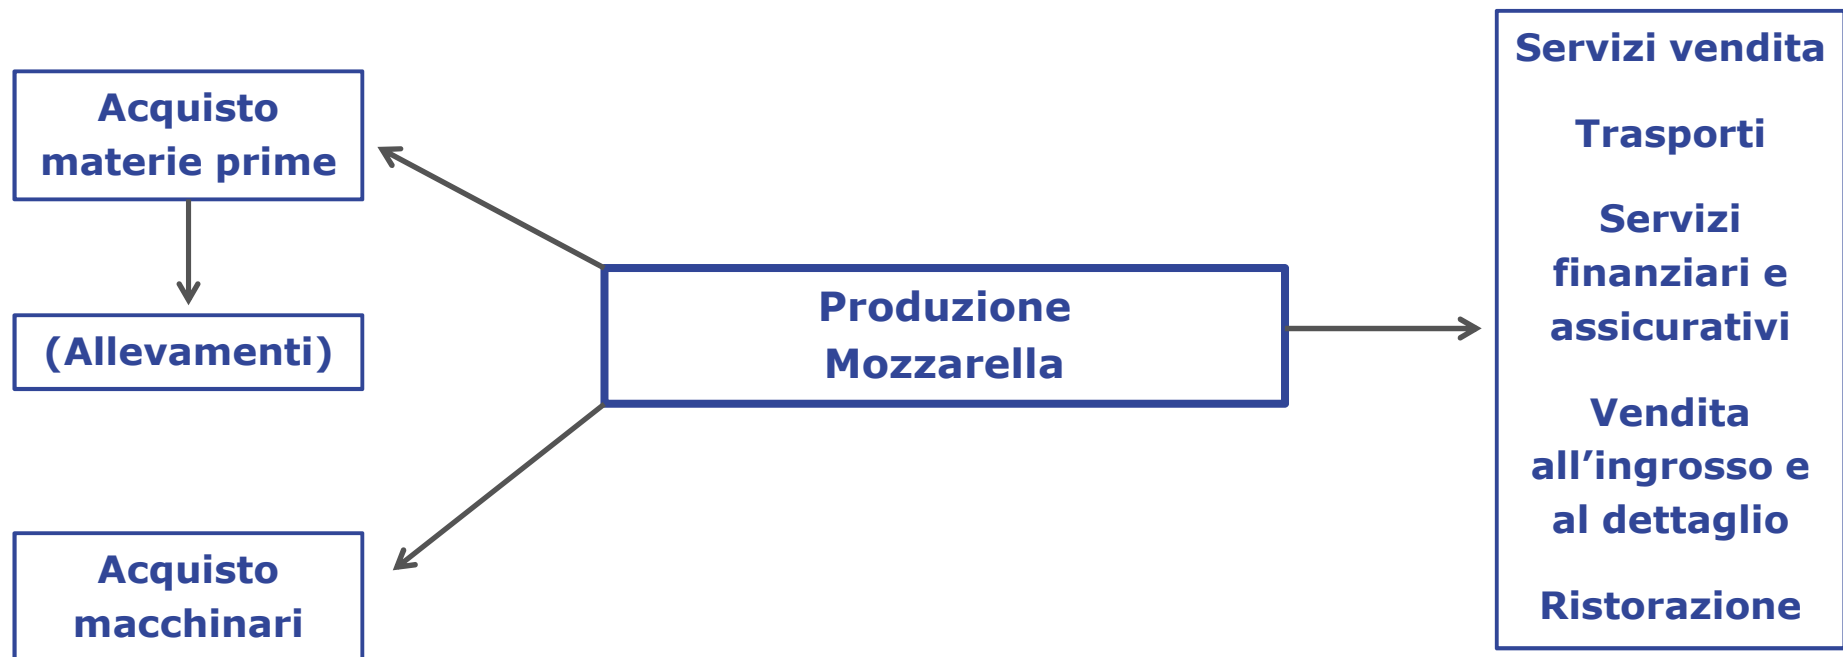 Acquisto
materie prime
(Allevamenti)
Acquisto
macchinari
Produzione
Mozzarella
Servizi vendita
Trasporti
Servizi
finanziari e
assicurativi
Vendita
all’ingrosso e
al dettaglio
Ristorazione